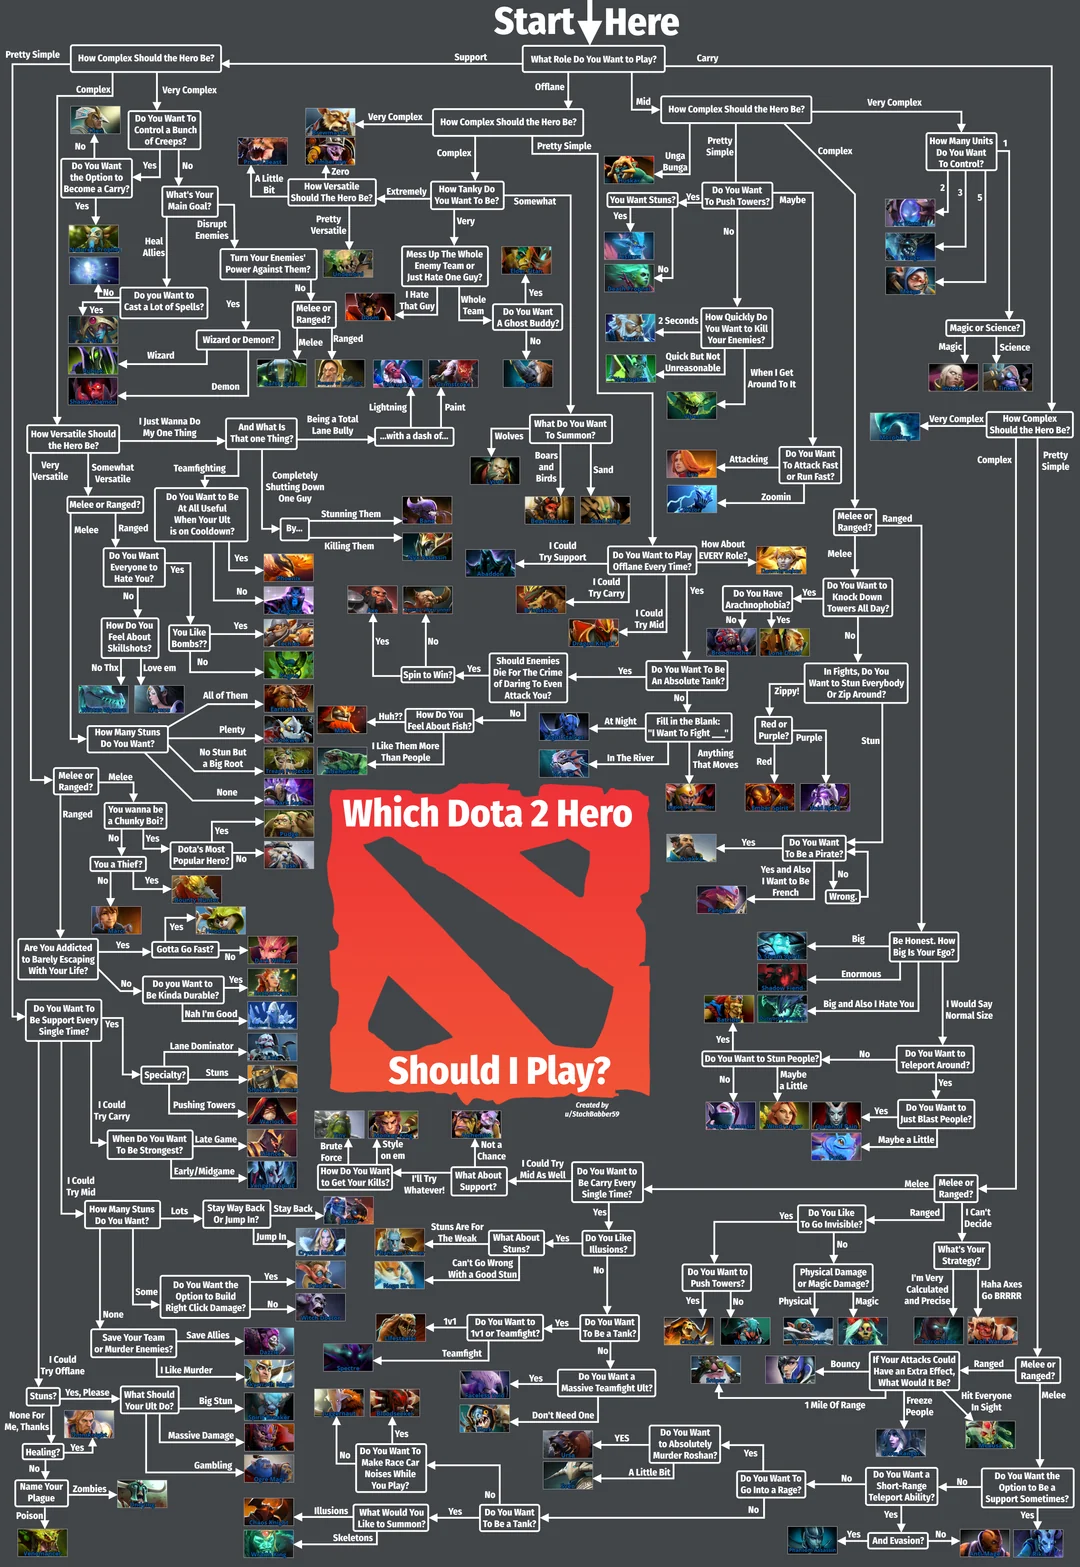 Start Here
Pretty Simple
How Complex Should the Hero Be?
Support
What Role Do You Want to Play?
Carry
Offlane
Mid
How Complex Should the Hero Be?
Very Complex
Complex
Very Complex
Do You Want To
Control a Bunch
of Creeps?
Very Complex
How Complex Should the Hero Be?
Pretty Simple
Complex
Unga
Bunga
Pretty
Simple
Complex
How Many Units
Do You Want
To Control?
1
2
3
5
No
Do You Want
the Option to
Become a Carry?
Yes
No
Yes
What's Your
Main Goal?
Heal
Allies
Disrupt
Enemies
A Little
Bit
Zero
How Versatile
Should The Hero Be?
Extremely
Pretty
Versatile
How Tanky Do
You Want to Be?
Somewhat
Very
You Want Stuns?
Yes
Do You Want
To Push Towers?
Maybe
Yes
No
No
Turn Your Enemies'
Power Against Them?
Yes
No
Mess Up The Whole
Enemy Team or
Just Hate One Guy?
I Hate
That Guy
Whole
Team
Yes
Do You Want
A Ghost Buddy?
No
No
Do you Want to
Cast a Lot of Spells?
Yes
Melee or
Ranged?
Melee
Ranged
Wizard or Demon?
Wizard
Demon
2 Seconds
How Quickly Do
You Want to Kill
Your Enemies?
Quick But Not
Unreasonable
When I Get
Around To It
Magic or Science?
Magic
Science
Lightning
Paint
...with a dash of...
How Versatile Should
the Hero Be?
I Just Wanna Do
My One Thing
And What Is
That one Thing?
Being a Total
Lane Bully
Very
Versatile
Somewhat
Versatile
Teamfighting
Completely
Shutting Down
One Guy
What Do You Want
To Summon?
Wolves
Boars
and
Birds
Sand
Very Complex
How Complex
Should the Hero Be?
Complex
Pretty
Simple
Attacking
Do You Want
To Attack Fast
or Run Fast?
Zoomin
Melee or Ranged?
Melee
Ranged
Do You Want to Be
At All Useful
When Your Ult
is on Cooldown?
By...
Stunning Them
Killing Them
Yes
No
Do You Want
Everyone to
Hate You?
Yes
No
How Do You
Feel About
Skillshots?
No Thx
Love em
You Like
Bombs??
Yes
No
Melee or
Ranged?
Ranged
Melee
I Could
Try Support
Do You Want to Play
Offlane Every Time?
How About
EVERY Role?
I Could
Try Carry
I Could
Try Mid
Yes
Do You Have
Arachnophobia?
Yes
Do You Want to
Knock Down
Towers All Day?
No
Yes
No
Yes
No
Spin to Win?
Yes
Should Enemies
Die For The Crime
of Daring To Even
Attack You?
Yes
Do You Want To Be
An Absolute Tank?
No
No
In Fights, Do You
Want to Stun Everybody
Or Zip Around?
Zippy!
Stun
Huh??
How Do You
Feel About Fish?
I Like Them More
Than People
At Night
Fill in the Blank:
"I Want To Fight ___"
In The River
Anything
That Moves
Red or
Purple?
Purple
Red
How Many Stuns
Do You Want?
All of Them
Plenty
No Stun But
a Big Root
None
Melee or
Ranged?
Melee
Ranged
You wanna be
a Chunky Boi?
No
Yes
Dota's Most
Popular Hero?
Yes
No
You a Thief?
No
Yes
Yes
Do You Want
To Be a Pirate?
Yes and Also
I Want to Be
French
No
Wrong.
Which Dota 2 Hero
Should I Play?
Created by
u/StachBobber59
Are You Addicted
to Barely Escaping
With Your Life?
Yes
Gotta Go Fast?
Yes
No
No
Do you Want to
Be Kinda Durable?
Yes
Nah I'm Good
Big
Be Honest. How
Big Is Your Ego?
Enormous
Big and Also I Hate You
I Would Say
Normal Size
Do You Want To
Be Support Every
Single Time?
Yes
Specialty?
Lane Dominator
Stuns
Pushing Towers
Yes
Do You Want to Stun People?
No
Do You Want to
Teleport Around?
No
Maybe
a Little
Yes
Do You Want to
Just Blast People?
Yes
Maybe a Little
I Could
Try Carry
When Do You Want
To Be Strongest?
Late Game
Early/Midgame
I Could
Try Mid
How Many Stuns
Do You Want?
Lots
Stay Way Back
Or Jump In?
Stay Back
Jump In
Some
None
Do You Want the
Option to Build
Right Click Damage?
Yes
No
Save Your Team
or Murder Enemies?
Save Allies
I Like Murder
I Could
Try Offlane
Stuns?
Yes, Please
What Should
Your Ult Do?
Big Stun
Massive Damage
Gambling
None For
Me, Thanks
Healing?
Yes
No
Name Your
Plague
Zombies
Poison
Brute
Force
Style
on em
Not a
Chance
How Do You Want
to Get Your Kills?
I'll Try
Whatever!
What About
Support?
I Could Try
Mid As Well
Do You Want to
Be Carry Every
Single Time?
Yes
Melee
Melee or
Ranged?
Ranged
I Can't
Decide
Stuns Are For
The Weak
What About
Stuns?
Yes
Do You Like
Illusions?
Can't Go Wrong
With a Good Stun
No
Do You Like
To Go Invisible?
Yes
No
What's Your
Strategy?
I'm Very
Calculated
and Precise
Haha Axes
Go BRRRR
Do You Want to
Push Towers?
Yes
No
Physical Damage
or Magic Damage?
Physical
Magic
1v1
Do You Want to
1v1 or Teamfight?
Teamfight
Yes
Do You Want
To Be a Tank?
No
Yes
Do You Want a
Massive Teamfight Ult?
Don't Need One
Bouncy
If Your Attacks Could
Have an Extra Effect,
What Would It Be?
Ranged
Melee or
Ranged?
1 Mile Of Range
Freeze
People
Hit Everyone
In Sight
Melee
YES
Do You Want
to Absolutely
Murder Roshan?
A Little Bit
Yes
Do You Want To
Go Into a Rage?
No
No
Do You Want a
Short-Range
Teleport Ability?
No
Do You Want the
Option to Be a
Support Sometimes?
Yes
Yes
No
Yes
Do You Want To
Make Race Car
Noises While
You Play?
No
Illusions
What Would You
Like to Summon?
Yes
Do You Want
To Be a Tank?
Skeletons
Yes
And Evasion?
No